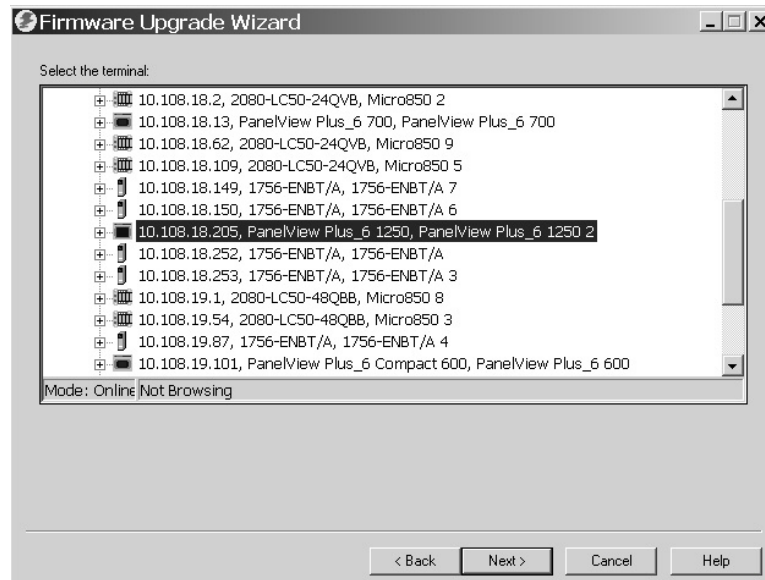 Firmware Upgrade Wizard
Select the terminal:
10.108.18.2, 2080-LC50-24QVB, Micro850 2
10.108.18.13, PanelView Plus_6 700, PanelView Plus_6 700
10.108.18.62, 2080-LC50-24QVB, Micro850 9
10.108.18.109, 2080-LC50-24QVB, Micro850 5
10.108.18.149, 1756-ENBT/A, 1756-ENBT/A 7
10.108.18.150, 1756-ENBT/A, 1756-ENBT/A 6
10.108.18.205, PanelView Plus_6 1250, PanelView Plus_6 1250 2
10.108.18.252, 1756-ENBT/A, 1756-ENBT/A
10.108.18.253, 1756-ENBT/A, 1756-ENBT/A 3
10.108.19.1, 2080-LC50-48QBB, Micro850 8
10.108.19.54, 2080-LC50-48QBB, Micro850 3
10.108.19.87, 1756-ENBT/A, 1756-ENBT/A 4
10.108.19.101, PanelView Plus_6 Compact 600, PanelView Plus_6 600
Mode: Online Not Browsing
< Back Next > Cancel Help